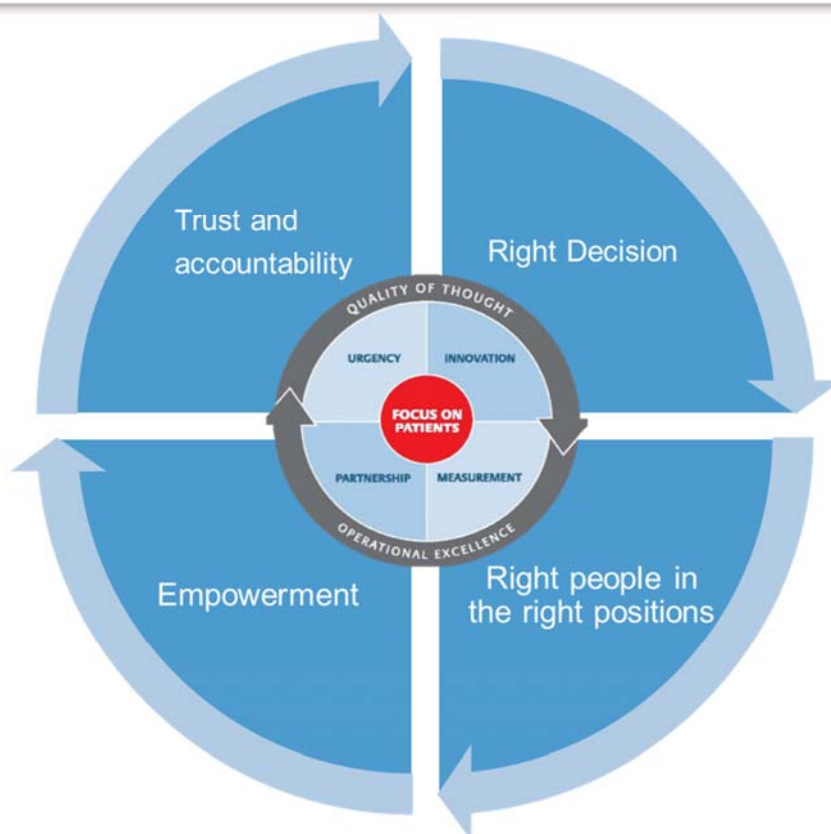 Trust and
accountability
Right Decision
QUALITY OF THOUGHT
URGENCY
INNOVATION
FOCUS ON
PATIENTS
PARTNERSHIP
MEASUREMENT
OPERATIONAL EXCELLENCE
Empowerment
Right people in
the right positions